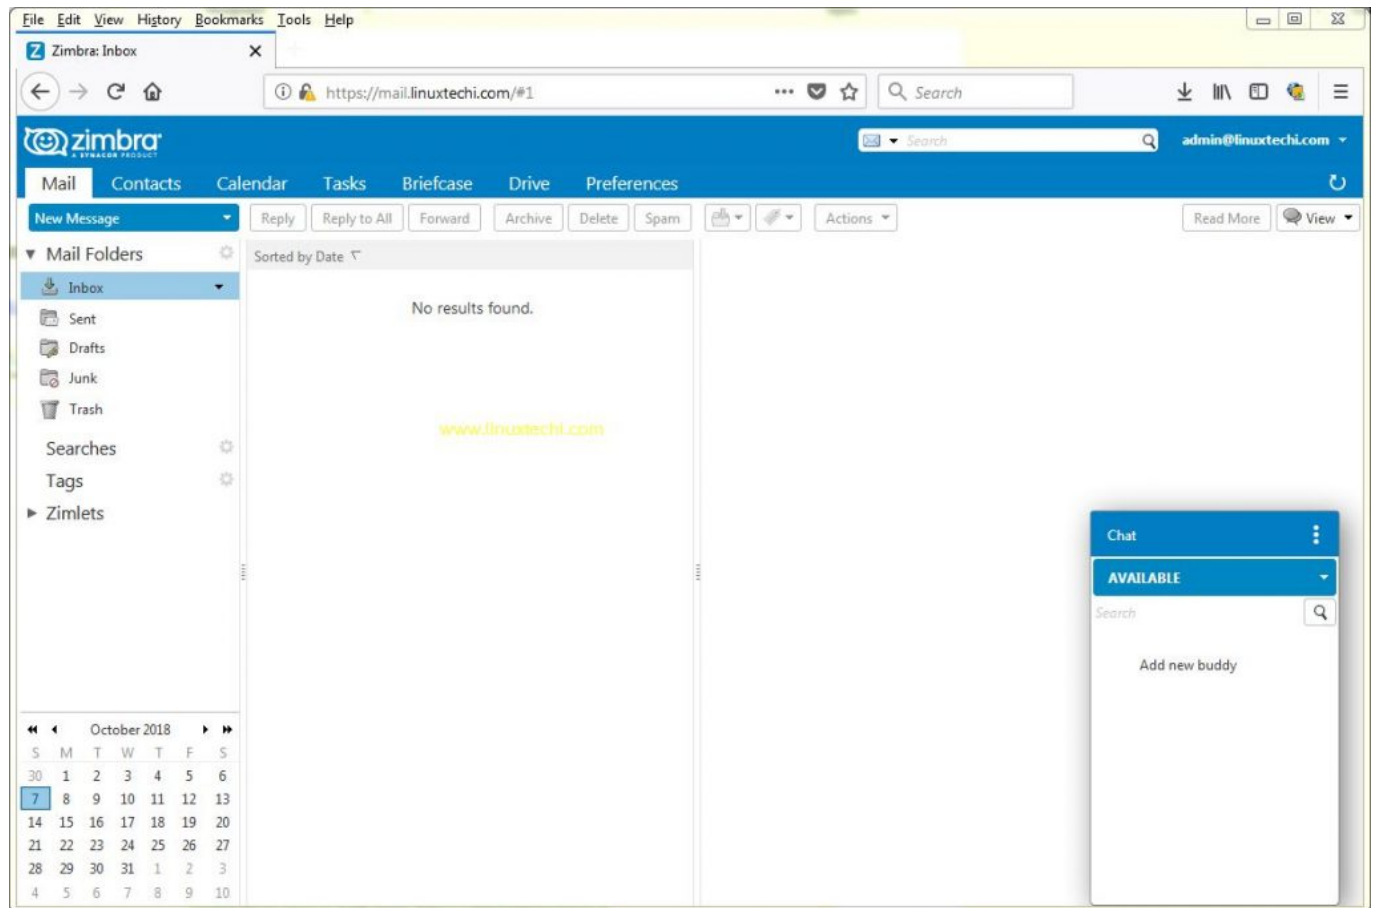 File Edit View History Bookmarks Tools Help
Z Zimbra: Inbox
https://mail.linuxtechi.com/#1
Search
zimbra
A SYNACOR PRODUCT
Search
admin@linuxtechi.com
Mail Contacts Calendar Tasks Briefcase Drive Preferences
New Message Reply Reply to All Forward Archive Delete Spam Actions Read More View
Mail Folders
Sorted by Date
Inbox
No results found.
Sent
Drafts
Junk
Trash
www.linuxtechi.com
Searches
Tags
Zimlets
Chat
AVAILABLE
Search
Add new buddy
October 2018
S M T W T F S
30 1 2 3 4 5 6
7 8 9 10 11 12 13
14 15 16 17 18 19 20
21 22 23 24 25 26 27
28 29 30 31 1 2 3
4 5 6 7 8 9 10